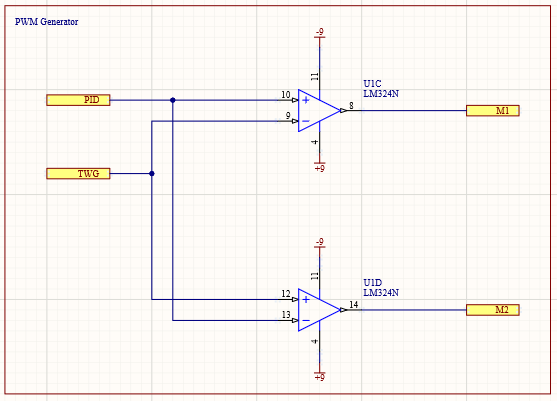 PWM Generator
-9
11
U1C
LM324N
PID
10
+
8
M1
9
−
4
+9
TWG
-9
11
U1D
LM324N
12
+
14
M2
13
−
4
+9